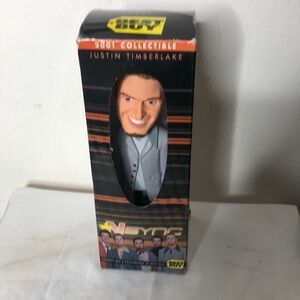 BEST
BUY
2001 COLLECTIBLE
JUSTIN TIMBERLAKE
NSYNC
BEST
BUY